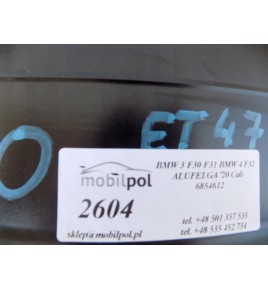 O ET 47
mobilpol
2604
sklep@mobilpol.pl
BMW 3 F30 F31 BMW 4 F32
ALUFELGA '20 Cali
6854612
tel. +48 501 357 533
tel. +48 535 452 734